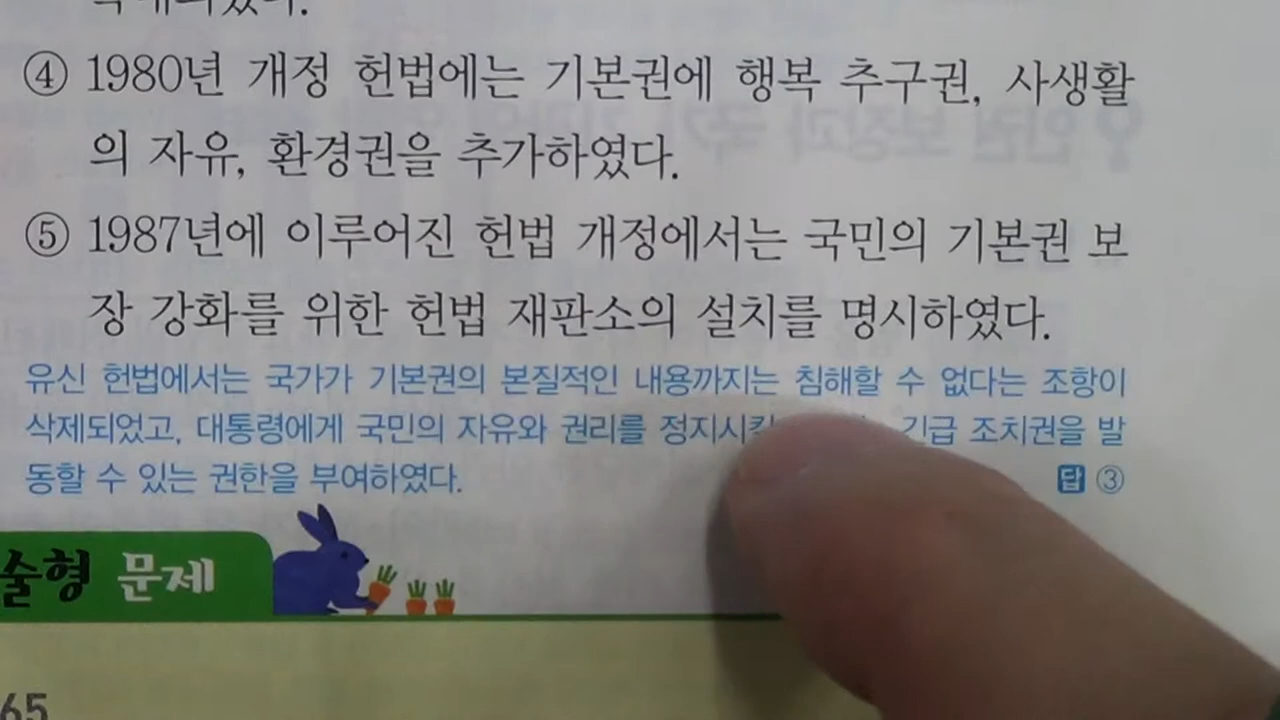 ④ 1980년 개정 헌법에는 기본권에 행복 추구권, 사생활
의 자유, 환경권을 추가하였다.
⑤ 1987년에 이루어진 헌법 개정에서는 국민의 기본권 보
장 강화를 위한 헌법 재판소의 설치를 명시하였다.
유신 헌법에서는 국가가 기본권의 본질적인 내용까지는 침해할 수 없다는 조항이
삭제되었고, 대통령에게 국민의 자유와 권리를 긴급 조치권을 발
동할 수 있는 권한을 부여하였다. 답 ③
술형 문제
65